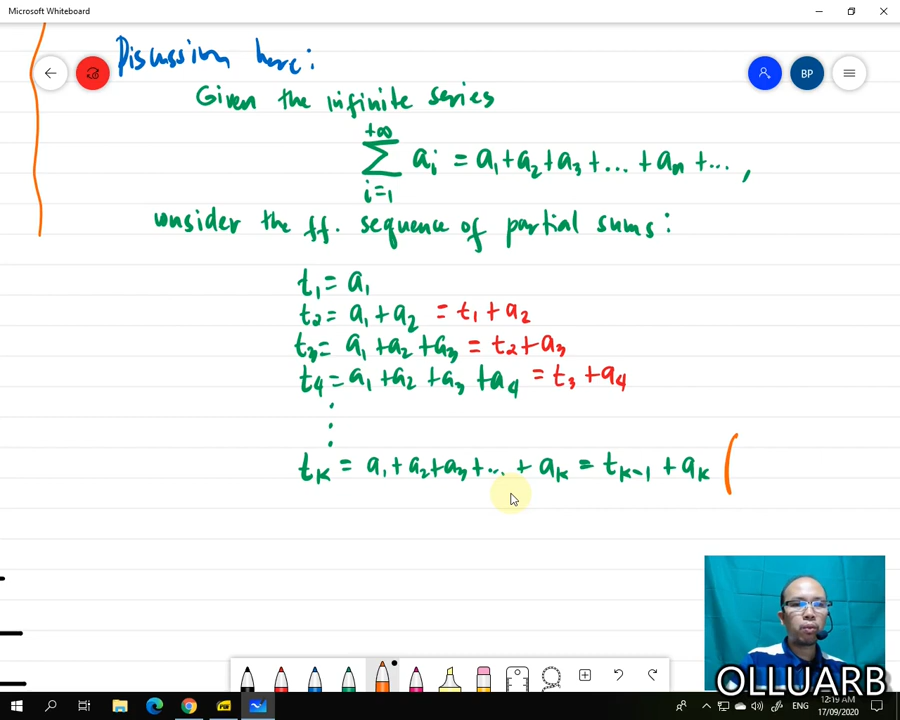 Microsoft Whiteboard
Discussion here:
BP
Given the infinite series
+∞
∑ aᵢ = a₁+a₂+a₃+...+aₙ+...,
i=1
consider the ff. sequence of partial sums:
t₁ = a₁
t₂ = a₁+a₂ = t₁+a₂
t₃ = a₁+a₂+a₃ = t₂+a₃
t₄ = a₁+a₂+a₃+a₄ = t₃+a₄
⋮
tₖ = a₁+a₂+a₃+...+aₖ = tₖ₋₁+aₖ (
OLLUARB
ENG
12:19 AM
17/09/2020